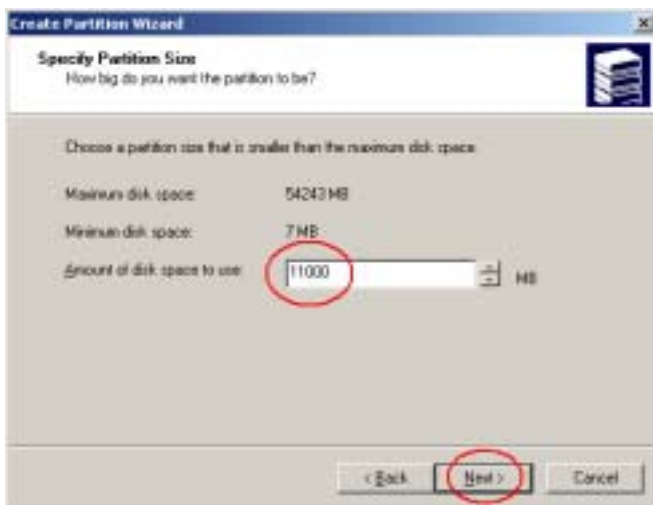 Create Partition Wizard
Specify Partition Size
How big do you want the partition to be?
Choose a partition size that is smaller than the maximum disk space.
Maximum disk space: 54243 MB
Minimum disk space: 7 MB
Amount of disk space to use: 11000 MB
< Back Next > Cancel